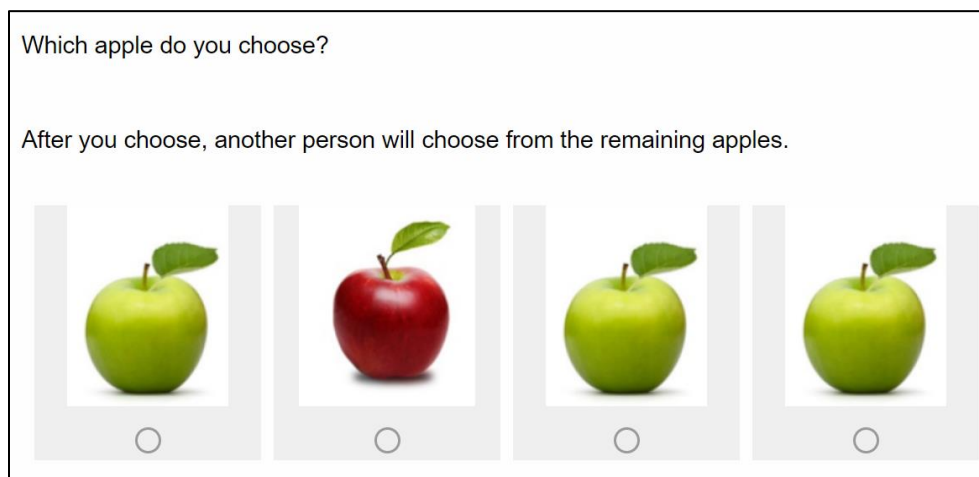 Which apple do you choose?
After you choose, another person will choose from the remaining apples.